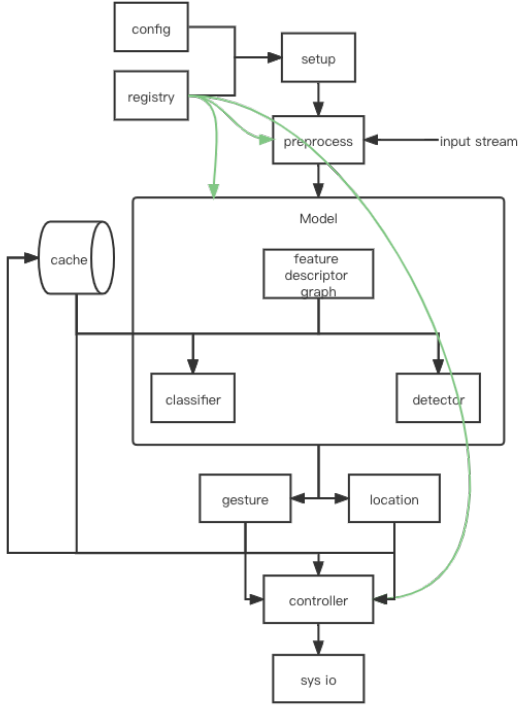 config
setup
registry
preprocess
input stream
Model
cache
feature
descriptor
graph
classifier
detector
gesture
location
controller
sys io